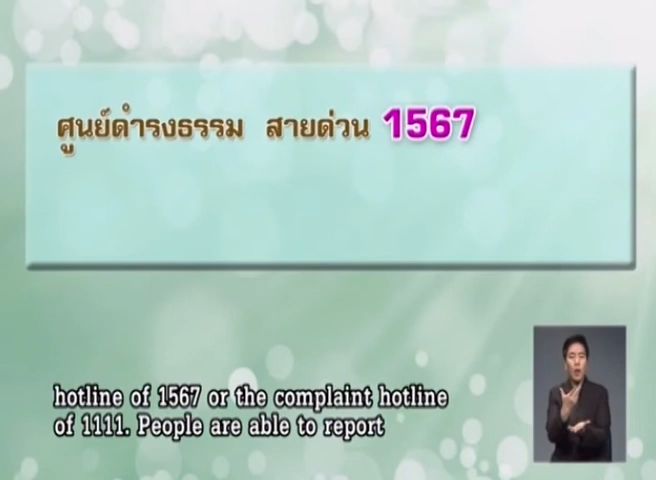 ศูนย์ดำรงธรรม สายด่วน 1567
hotline of 1567 or the complaint hotline
of 1111. People are able to report